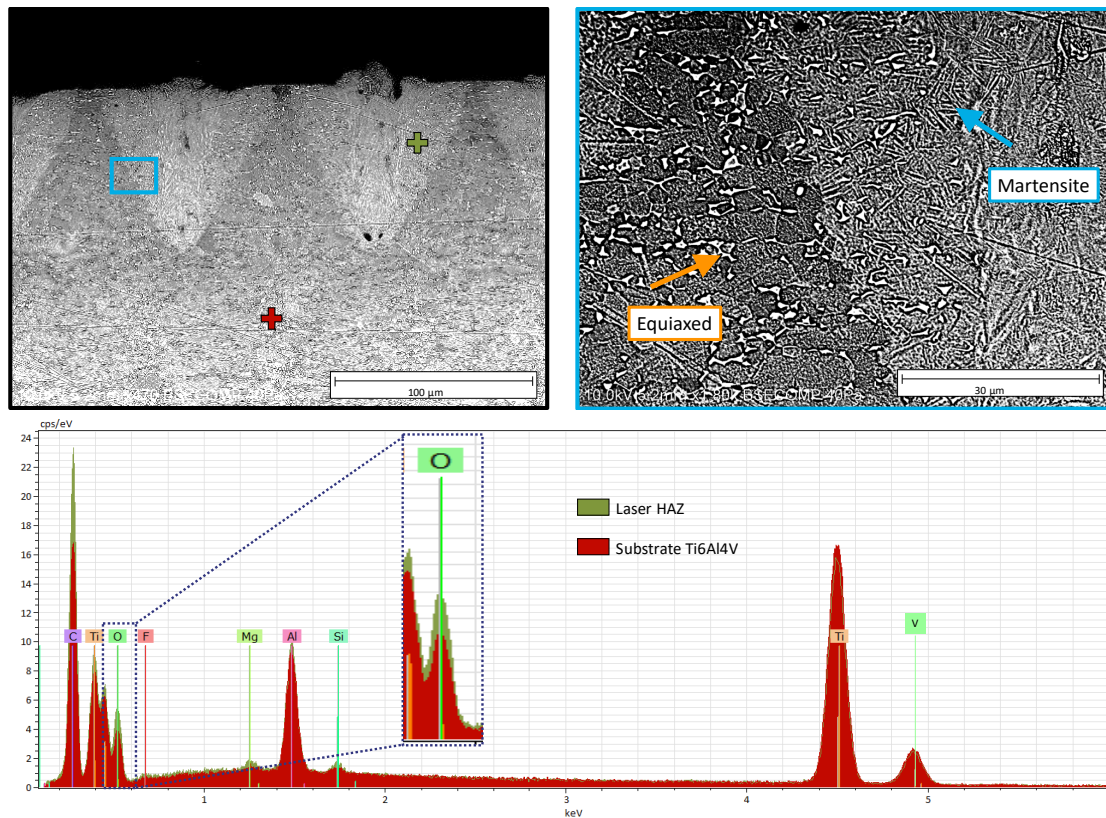 100 µm
Martensite
Equiaxed
30 µm
cps/eV
24
22
20
18
16
14
12
10
8
6
4
2
0
C Ti O F Mg Al Si Ti V
O
Laser HAZ
Substrate Ti6Al4V
1 2 3 4 5
keV